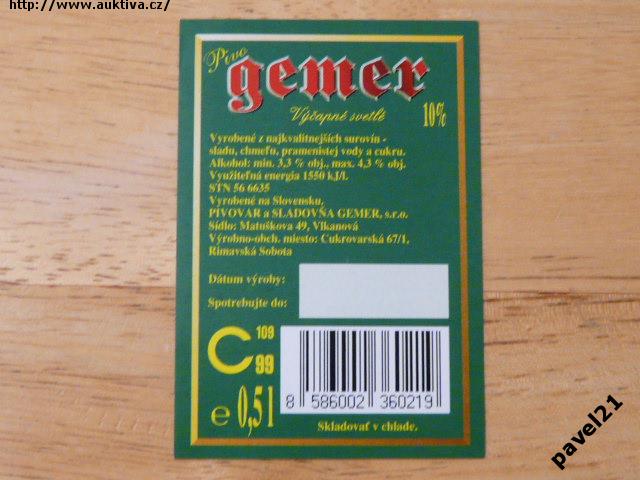 http://www.auktiva.cz/
Pivo
gemer
Výčapné svetlé
10%
Vyrobené z najkvalitnejších surovín -
sladu, chmeľu, pramenistej vody a cukru.
Alkohol: min. 3,3 % obj., max. 4,3 % obj.
Využiteľná energia 1550 kJ/L
STN 56 6635
Vyrobené na Slovensku,
PIVOVAR a SLADOVŇA GEMER, s.r.o.
Sídlo: Matuškova 49, Vlkanová
Výrobno-obch. miesto: Cukrovarská 67/1,
Rimavská Sobota
Dátum výroby:
Spotrebujte do:
C 109
99
e 0,5 l
8 586002 360219
Skladovať v chlade.
pavel21